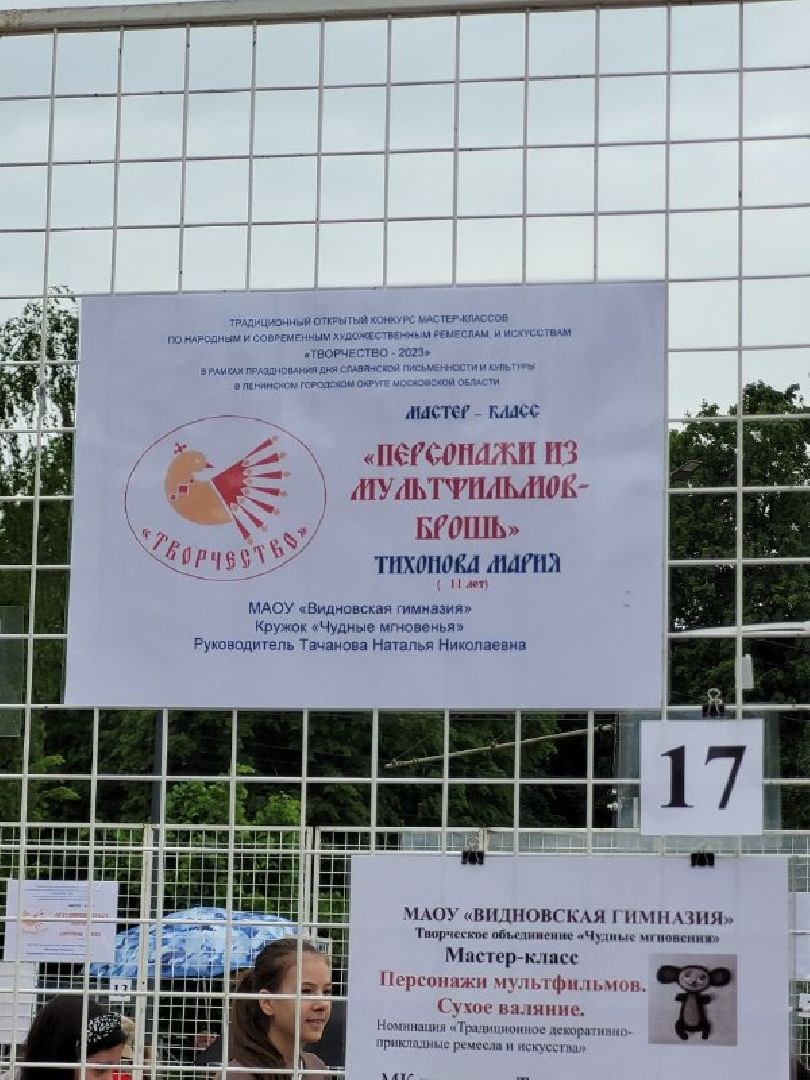 ТРАДИЦИОННЫЙ ОТКРЫТЫЙ КОНКУРС МАСТЕР-КЛАССОВ
ПО НАРОДНЫМ И СОВРЕМЕННЫМ ХУДОЖЕСТВЕННЫМ РЕМЕСЛАМ, И ИСКУССТВАМ
«ТВОРЧЕСТВО - 2023»
В РАМКАХ ПРАЗДНОВАНИЯ ДНЯ СЛАВЯНСКОЙ ПИСЬМЕННОСТИ И КУЛЬТУРЫ
В ЛЕНИНСКОМ ГОРОДСКОМ ОКРУГЕ МОСКОВСКОЙ ОБЛАСТИ
МАСТЕР - КЛАСС
«ПЕРСОНАЖИ ИЗ
МУЛЬТФИЛЬМОВ-
БРОШЬ»
«ТВОРЧЕСТВО»
ТИХОНОВА МАРИЯ
( 11 лет)
МАОУ «Видновская гимназия»
Кружок «Чудные мгновенья»
Руководитель Тачанова Наталья Николаевна
17
МАОУ «ВИДНОВСКАЯ ГИМНАЗИЯ»
Творческое объединение «Чудные мгновения»
Мастер-класс
Персонажи мультфильмов.
Сухое валяние.
Номинация «Традиционное декоративно-
прикладные ремесла и искусства»